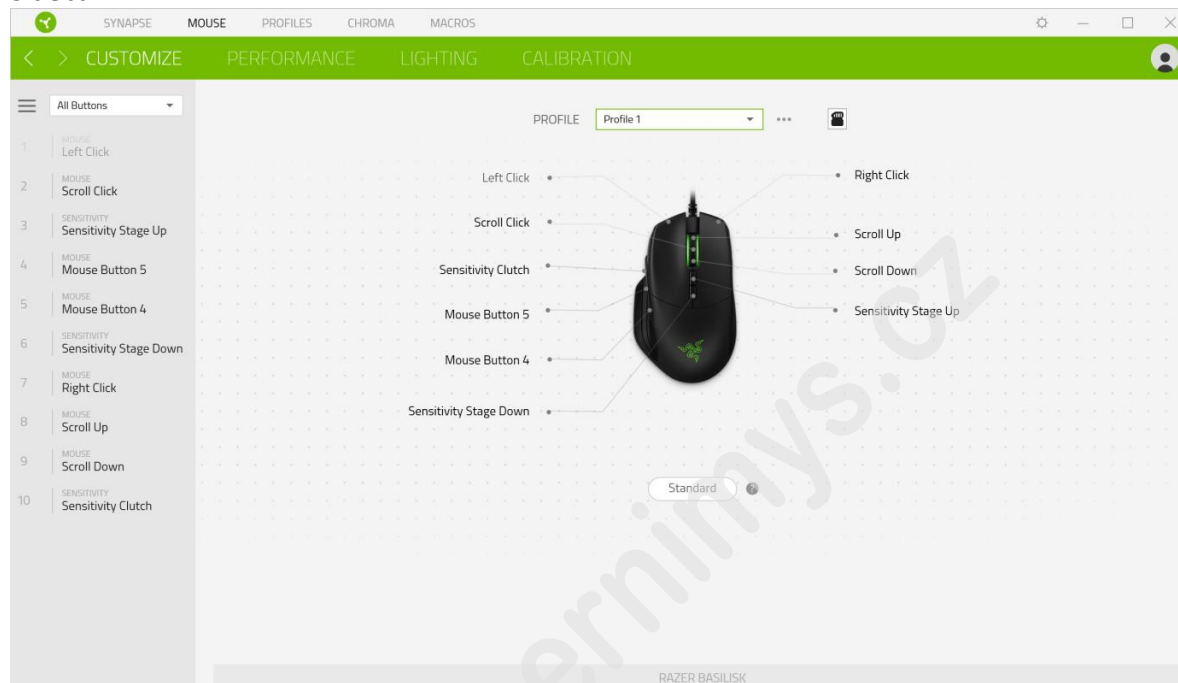 SYNAPSE MOUSE PROFILES CHROMA MACROS
CUSTOMIZE PERFORMANCE LIGHTING CALIBRATION
All Buttons
PROFILE Profile 1
1 MOUSE
Left Click
2 MOUSE
Scroll Click
3 SENSITIVITY
Sensitivity Stage Up
4 MOUSE
Mouse Button 5
5 MOUSE
Mouse Button 4
6 SENSITIVITY
Sensitivity Stage Down
7 MOUSE
Right Click
8 MOUSE
Scroll Up
9 MOUSE
Scroll Down
10 SENSITIVITY
Sensitivity Clutch
Left Click
Scroll Click
Sensitivity Clutch
Mouse Button 5
Mouse Button 4
Sensitivity Stage Down
Right Click
Scroll Up
Scroll Down
Sensitivity Stage Up
Standard ?
RAZER BASILISK
ernimys.cz